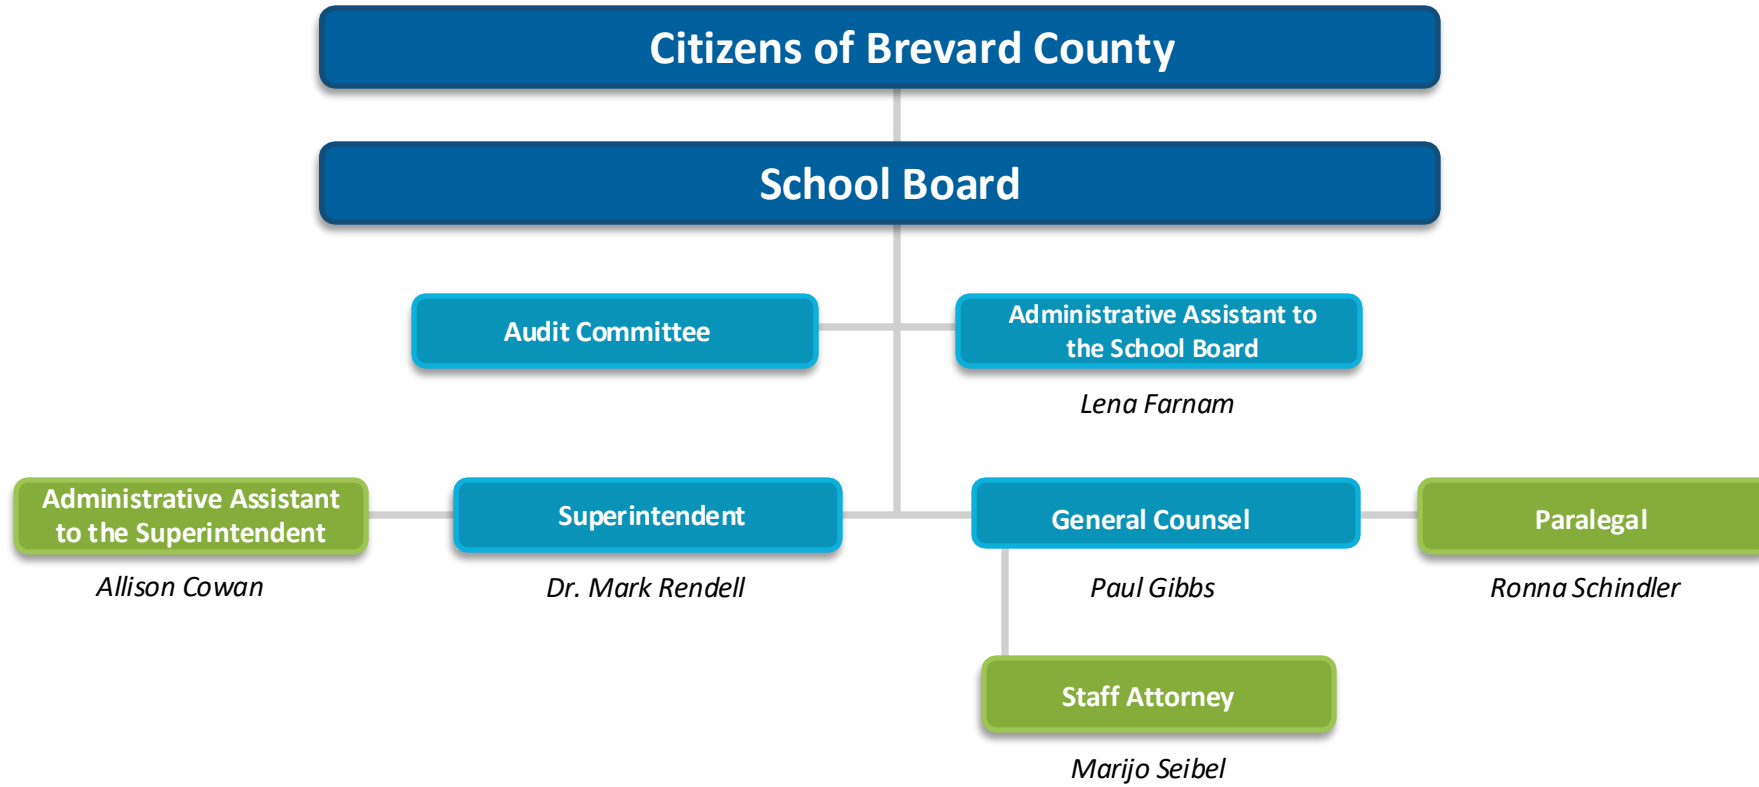 Citizens of Brevard County
School Board
Audit Committee
Administrative Assistant to
the School Board
Lena Farnam
Administrative Assistant
to the Superintendent
Allison Cowan
Superintendent
Dr. Mark Rendell
General Counsel
Paul Gibbs
Paralegal
Ronna Schindler
Staff Attorney
Marijo Seibel